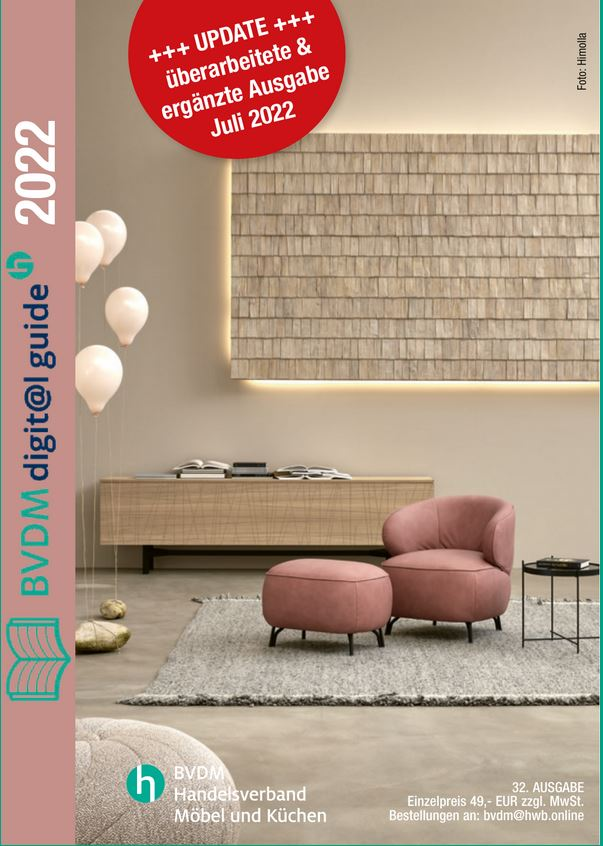 +++ UPDATE +++
überarbeitete &
ergänzte Ausgabe
Juli 2022
Foto: Himolla
BVDM digit@l guide 2022
h BVDM
Handelsverband
Möbel und Küchen
32. AUSGABE
Einzelpreis 49,- EUR zzgl. MwSt.
Bestellungen an: bvdm@hwb.online